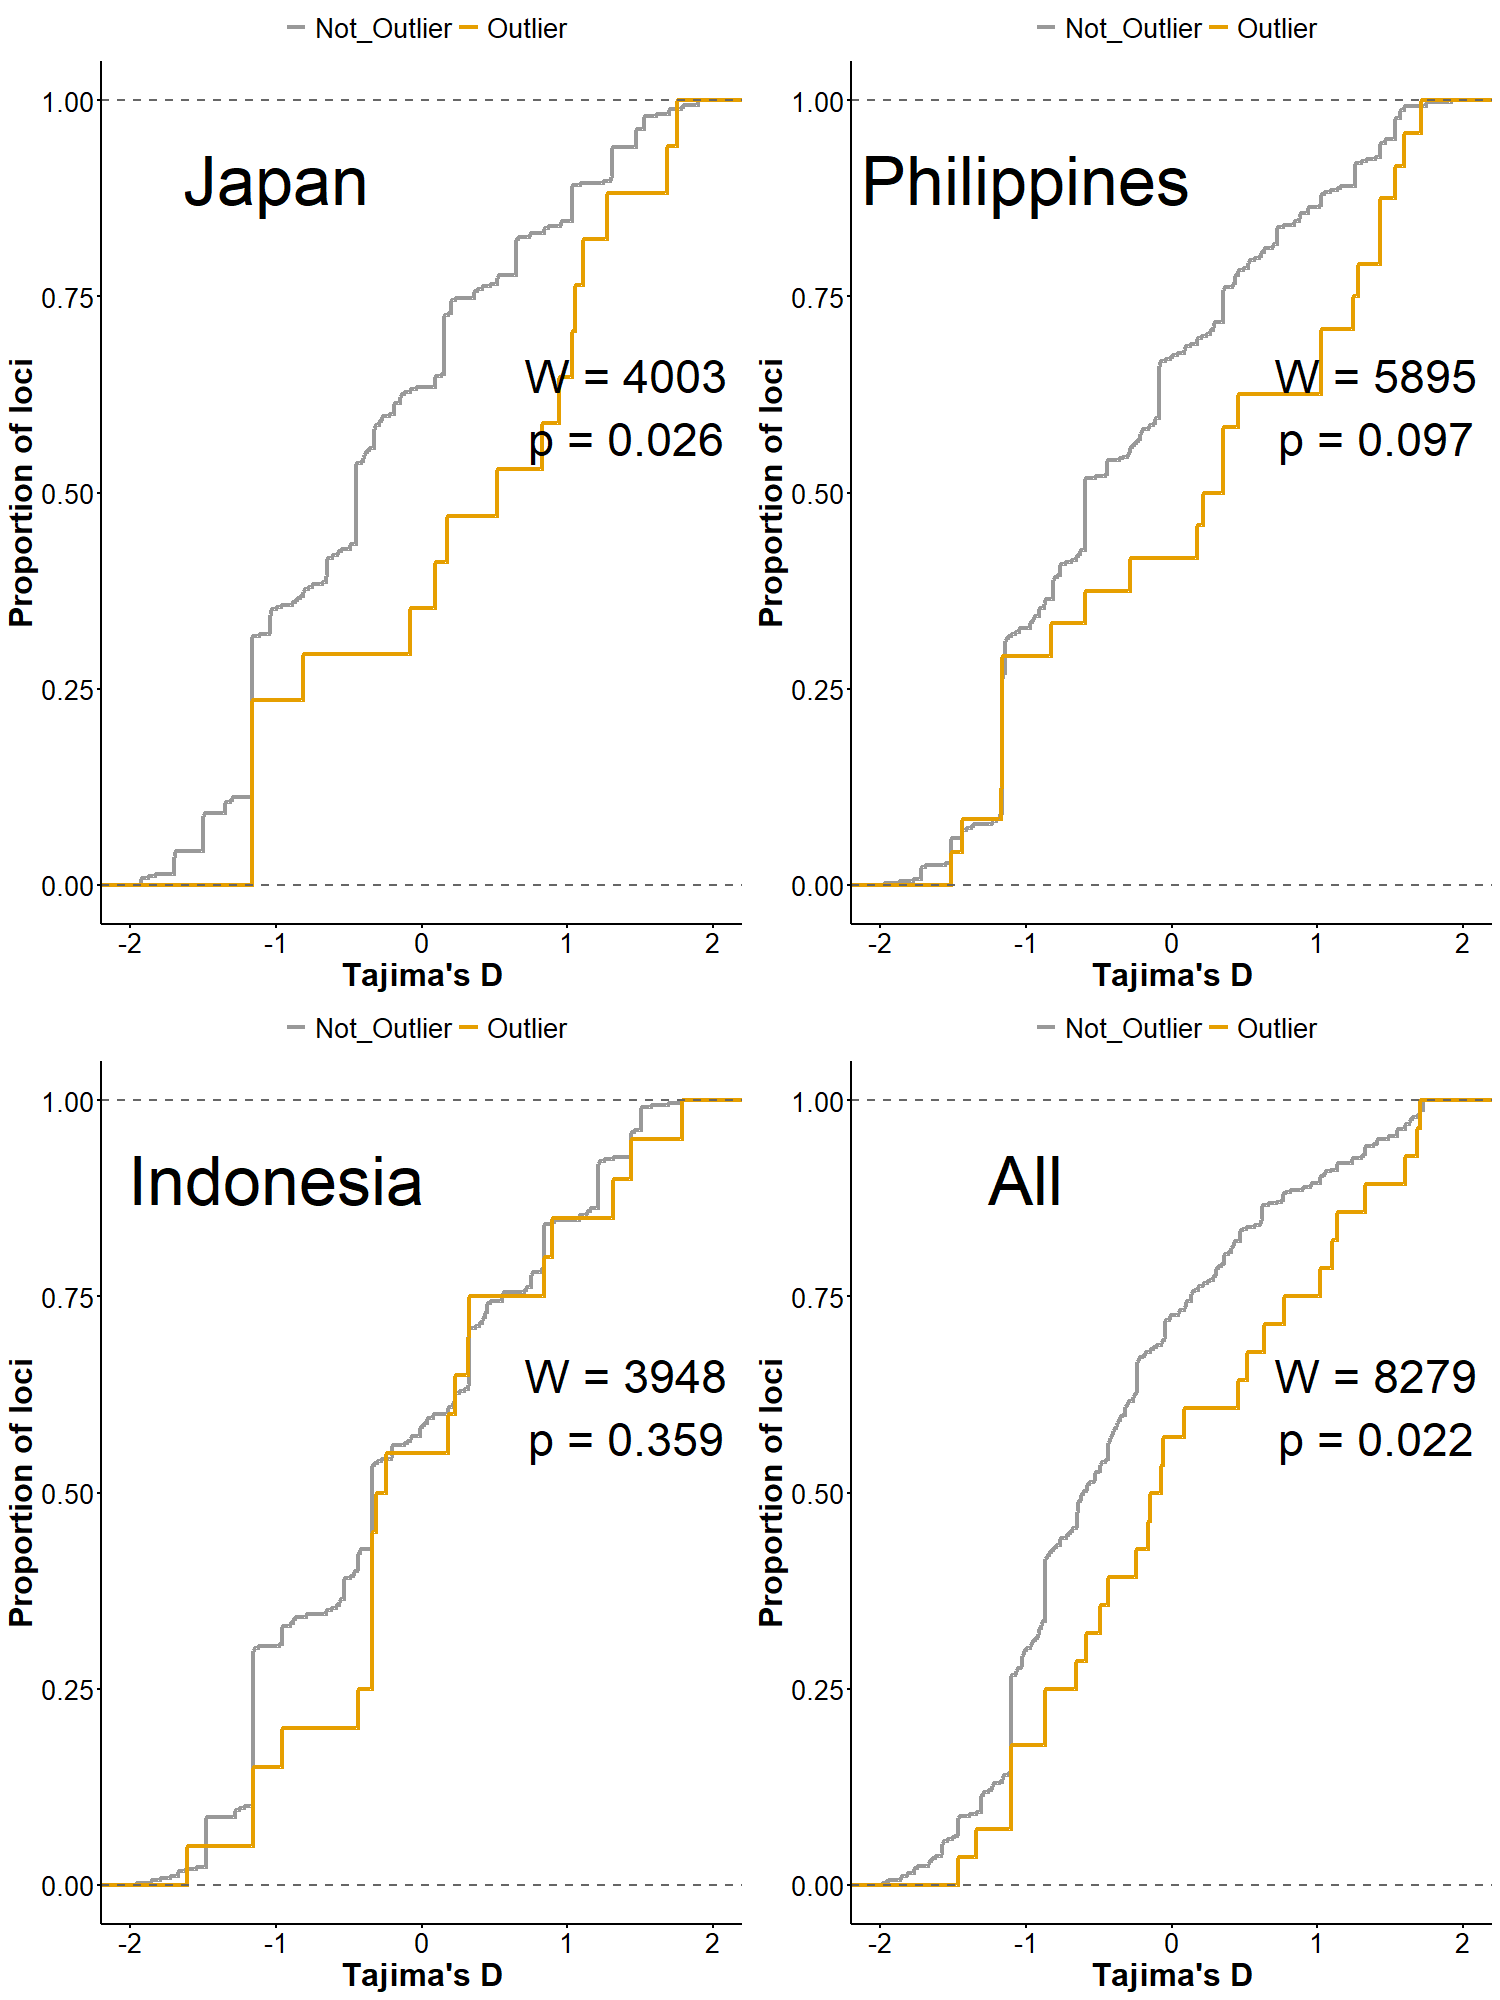 Not_Outlier Outlier
Japan
W = 4003
p = 0.026
1.00
0.75
0.50
0.25
0.00
Proportion of loci
-2 -1 0 1 2
Tajima's D
Not_Outlier Outlier
Philippines
W = 5895
p = 0.097
1.00
0.75
0.50
0.25
0.00
Proportion of loci
-2 -1 0 1 2
Tajima's D
Not_Outlier Outlier
Indonesia
W = 3948
p = 0.359
1.00
0.75
0.50
0.25
0.00
Proportion of loci
-2 -1 0 1 2
Tajima's D
Not_Outlier Outlier
All
W = 8279
p = 0.022
1.00
0.75
0.50
0.25
0.00
Proportion of loci
-2 -1 0 1 2
Tajima's D